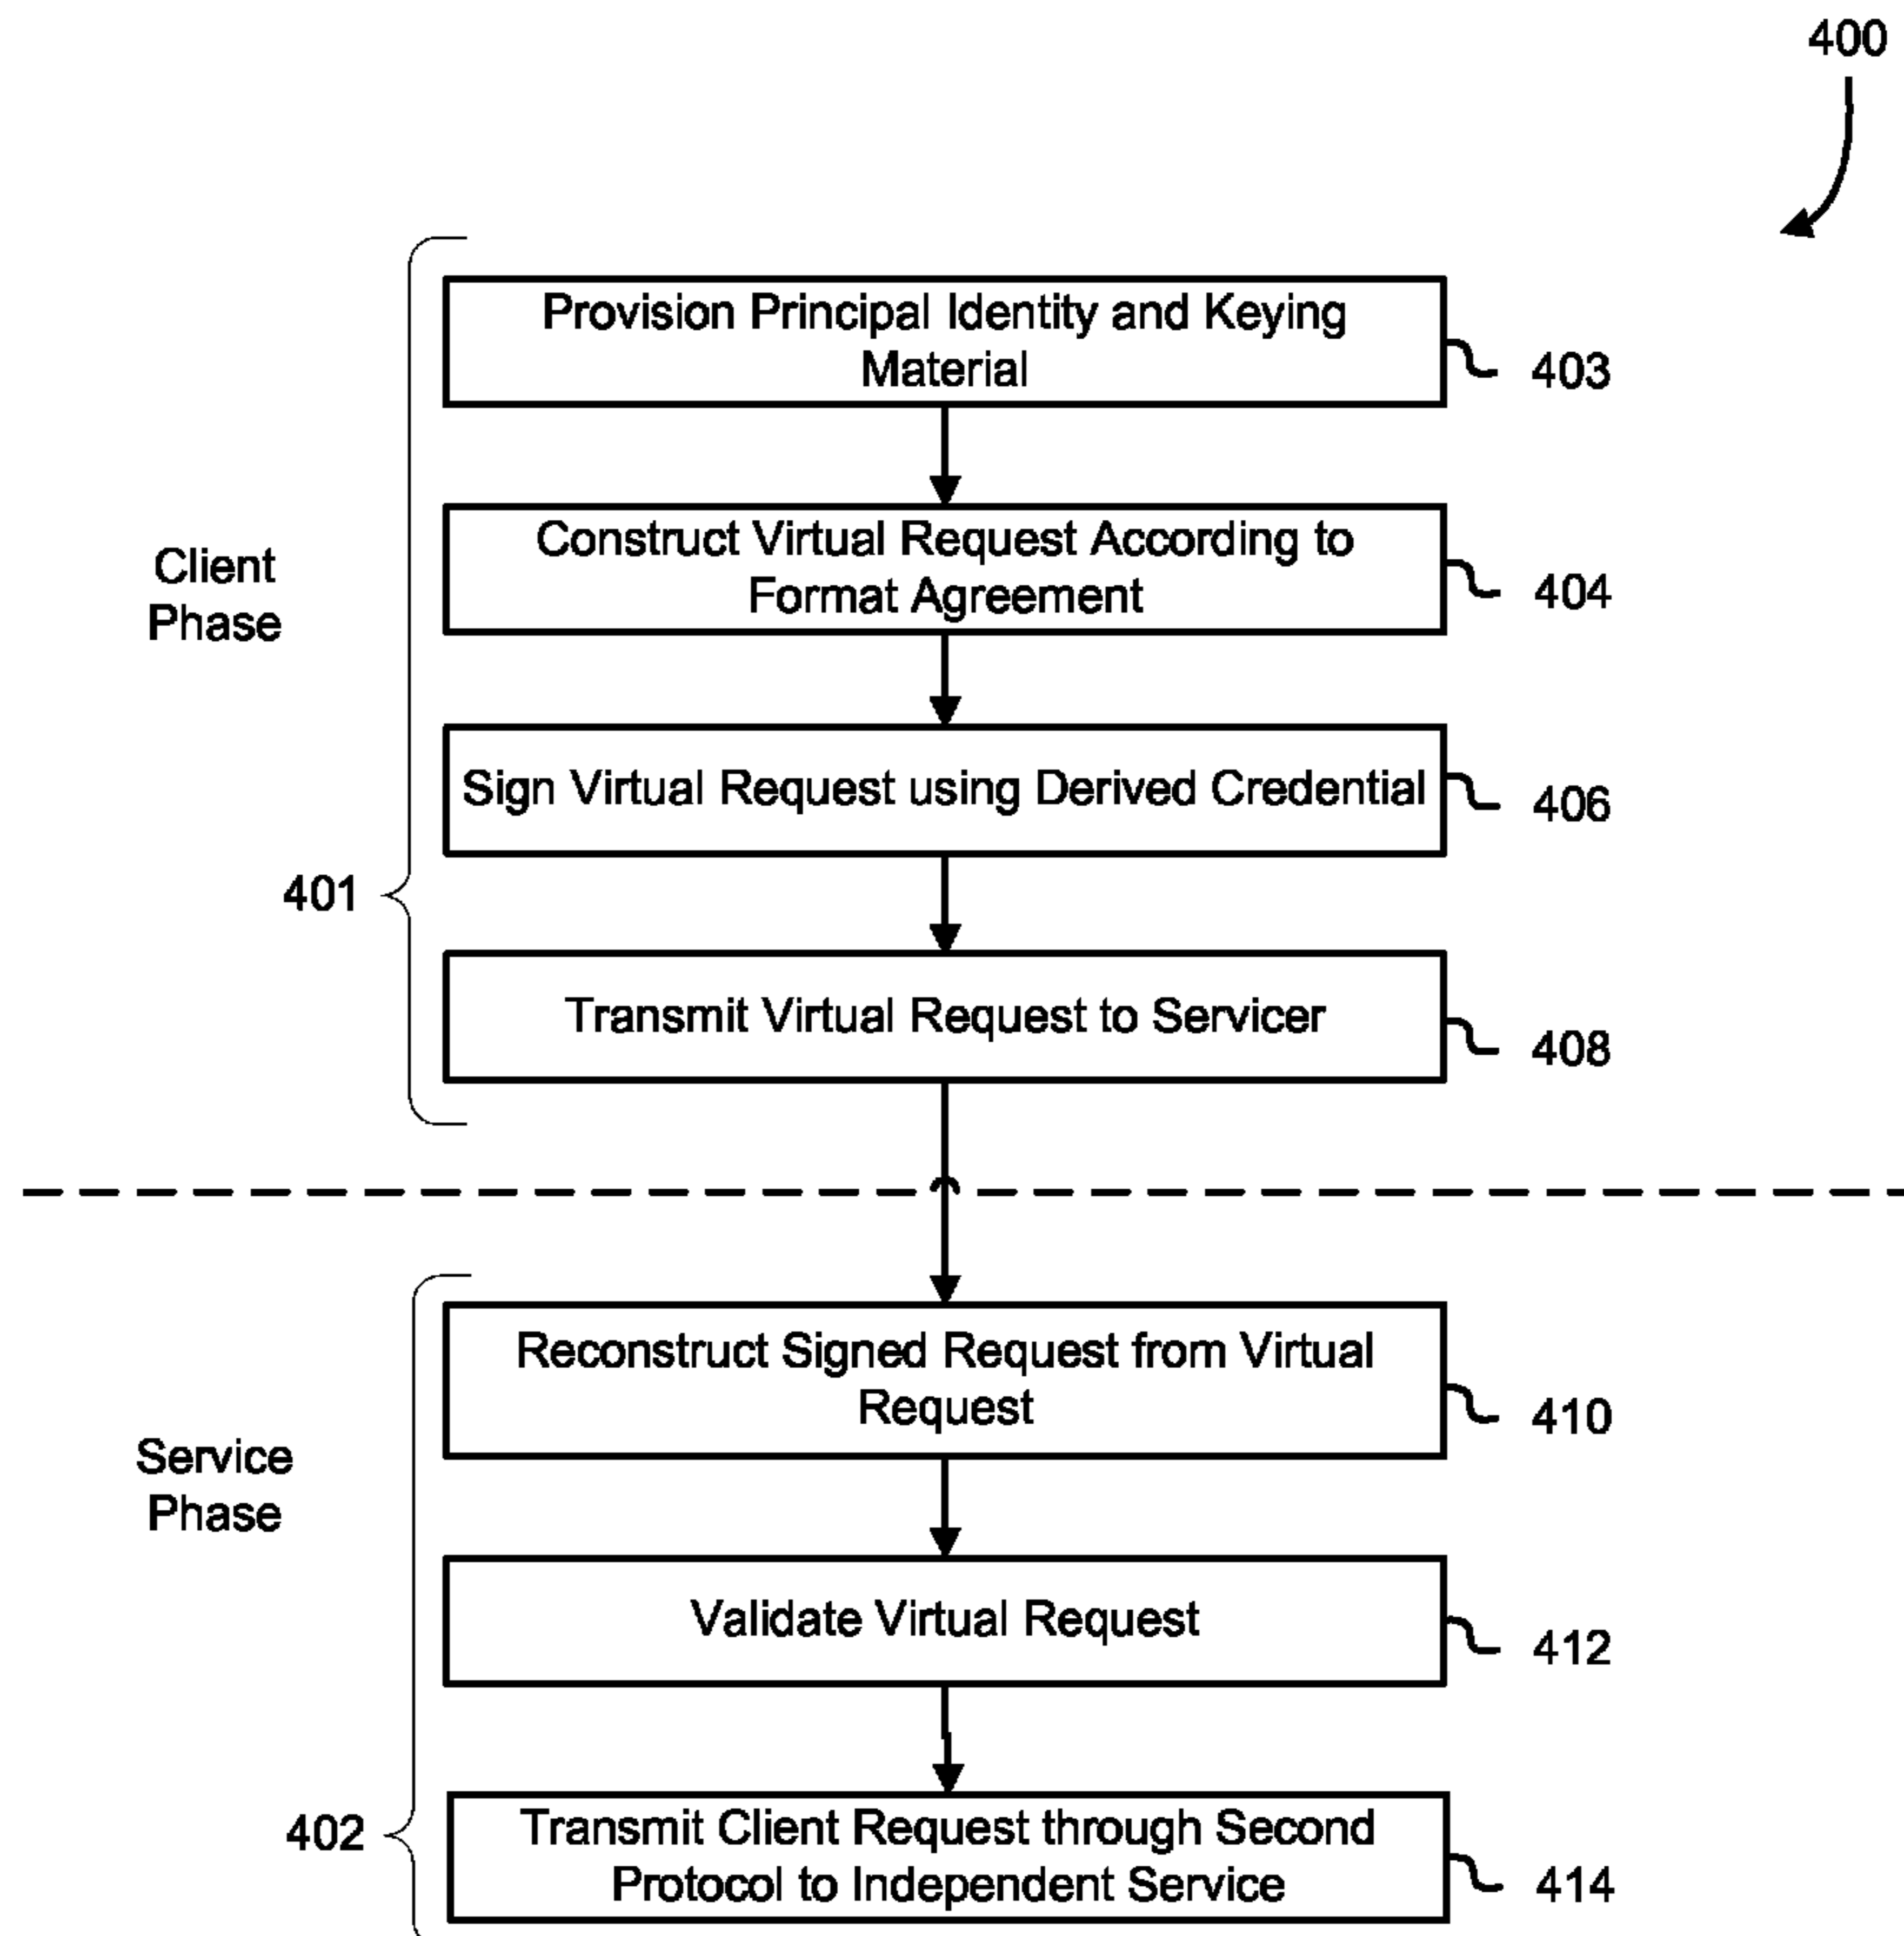 400
Provision Principal Identity and Keying
Material
403
Construct Virtual Request According to
Format Agreement
404
Client
Phase
Sign Virtual Request using Derived Credential
406
401
Transmit Virtual Request to Servicer
408
Reconstruct Signed Request from Virtual
Request
410
Service
Phase
Validate Virtual Request
412
402
Transmit Client Request through Second
Protocol to Independent Service
414